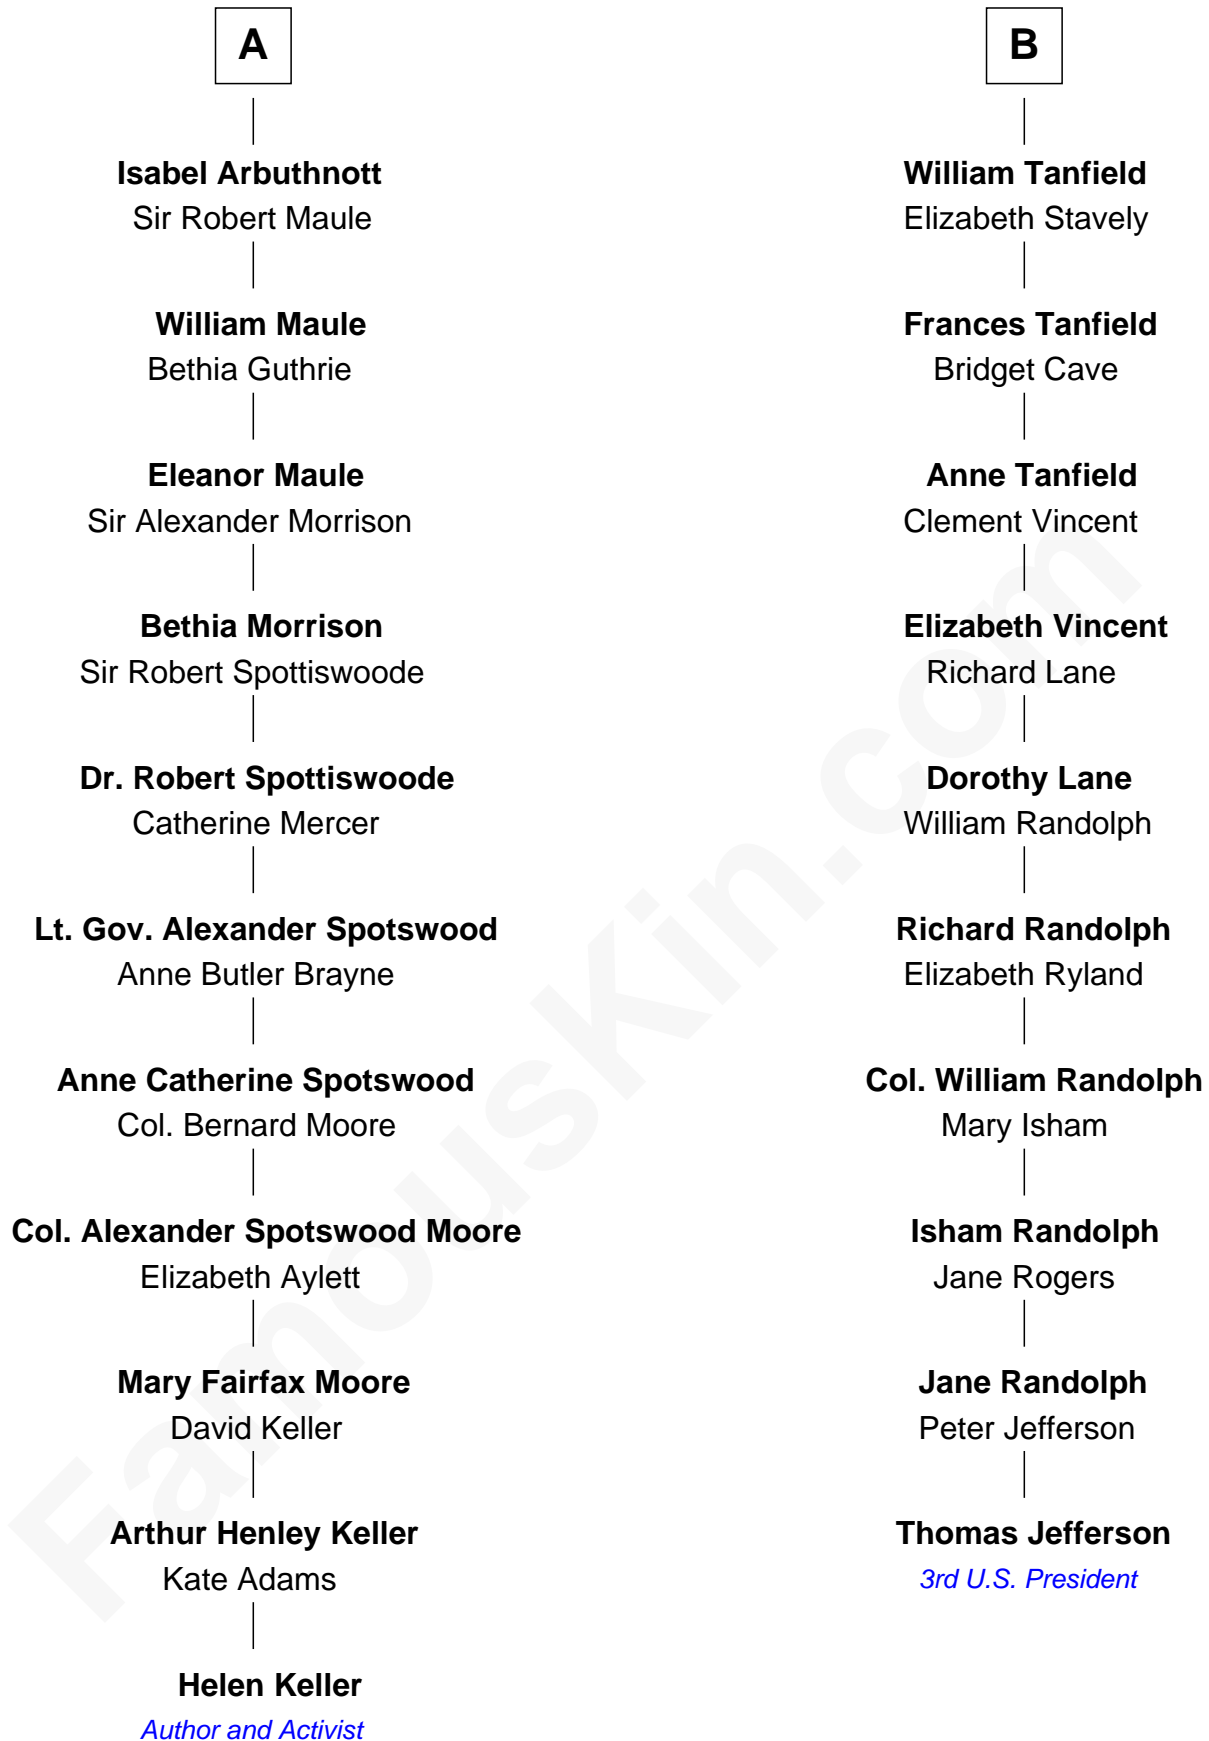 A
Isabel Arbuthnott
Sir Robert Maule
William Maule
Bethia Guthrie
Eleanor Maule
Sir Alexander Morrison
Bethia Morrison
Sir Robert Spottiswoode
Dr. Robert Spottiswoode
Catherine Mercer
Lt. Gov. Alexander Spotswood
Anne Butler Brayne
Anne Catherine Spotswood
Col. Bernard Moore
Col. Alexander Spotswood Moore
Elizabeth Aylett
Mary Fairfax Moore
David Keller
Arthur Henley Keller
Kate Adams
Helen Keller
Author and Activist
B
William Tanfield
Elizabeth Stavely
Frances Tanfield
Bridget Cave
Anne Tanfield
Clement Vincent
Elizabeth Vincent
Richard Lane
Dorothy Lane
William Randolph
Richard Randolph
Elizabeth Ryland
Col. William Randolph
Mary Isham
Isham Randolph
Jane Rogers
Jane Randolph
Peter Jefferson
Thomas Jefferson
3rd U.S. President
FamousKin.com